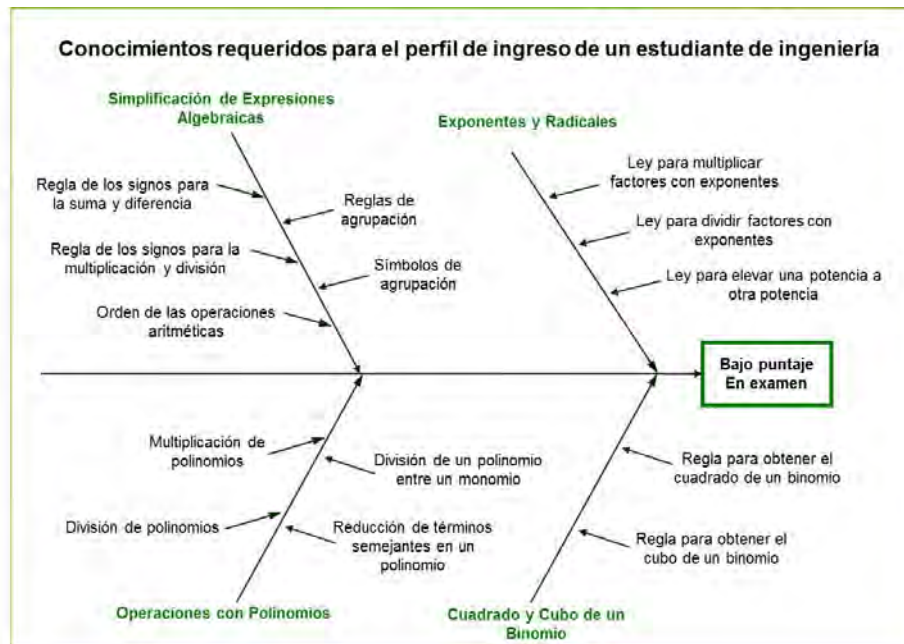 Conocimientos requeridos para el perfil de ingreso de un estudiante de ingeniería
Simplificación de Expresiones
Algebraicas
Exponentes y Radicales
Regla de los signos para
la suma y diferencia
Reglas de
agrupación
Regla de los signos para la
multiplicación y división
Símbolos de
agrupación
Orden de las operaciones
aritméticas
Ley para multiplicar
factores con exponentes
Ley para dividir factores con
exponentes
Ley para elevar una potencia a
otra potencia
Bajo puntaje
En examen
Multiplicación de
polinomios
División de un polinomio
entre un monomio
División de polinomios
Reducción de términos
semejantes en un
polinomio
Regla para obtener el
cuadrado de un binomio
Regla para obtener el
cubo de un binomio
Operaciones con Polinomios
Cuadrado y Cubo de un
Binomio